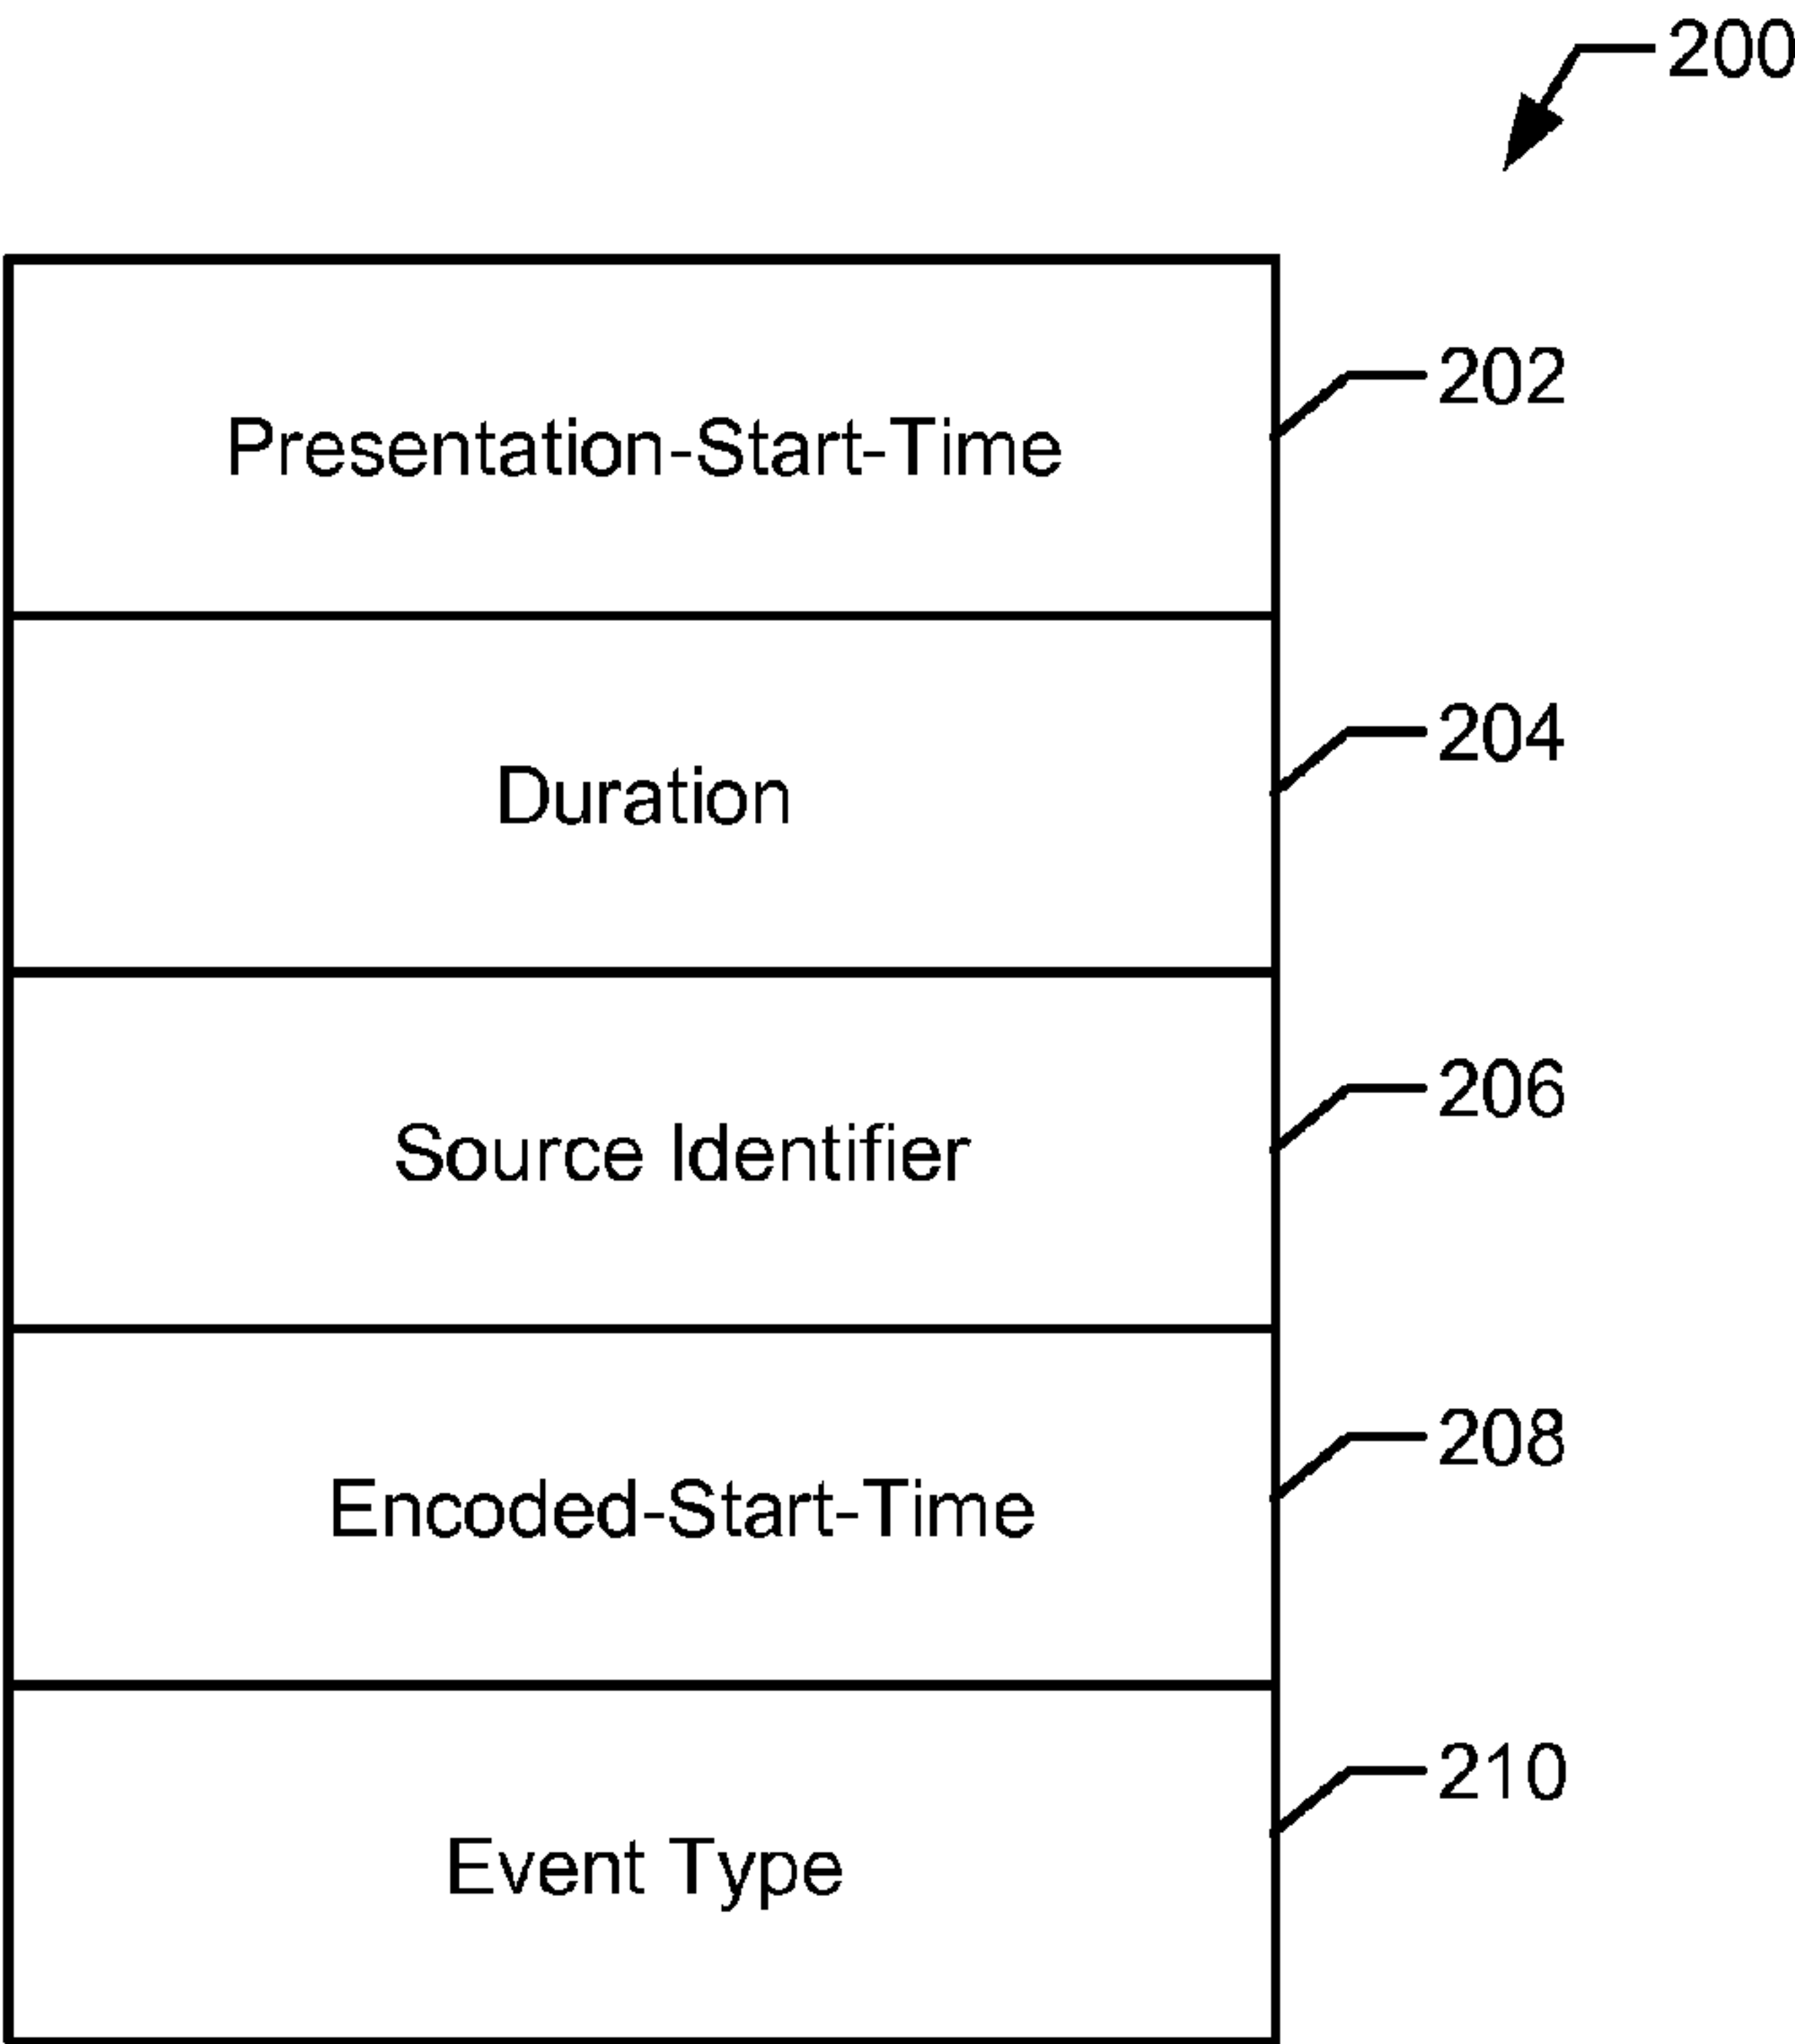 200
Presentation-Start-Time
202
Duration
204
Source Identifier
206
Encoded-Start-Time
208
Event Type
210